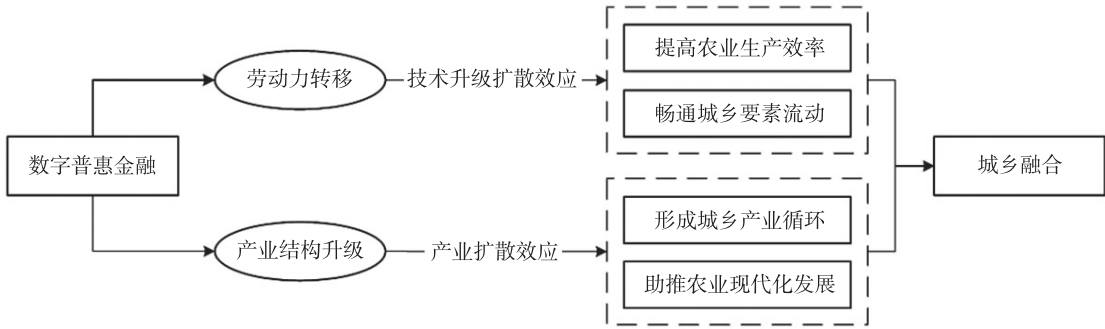 数字普惠金融
劳动力转移
技术升级扩散效应
提高农业生产效率
畅通城乡要素流动
产业结构升级
产业扩散效应
形成城乡产业循环
助推农业现代化发展
城乡融合